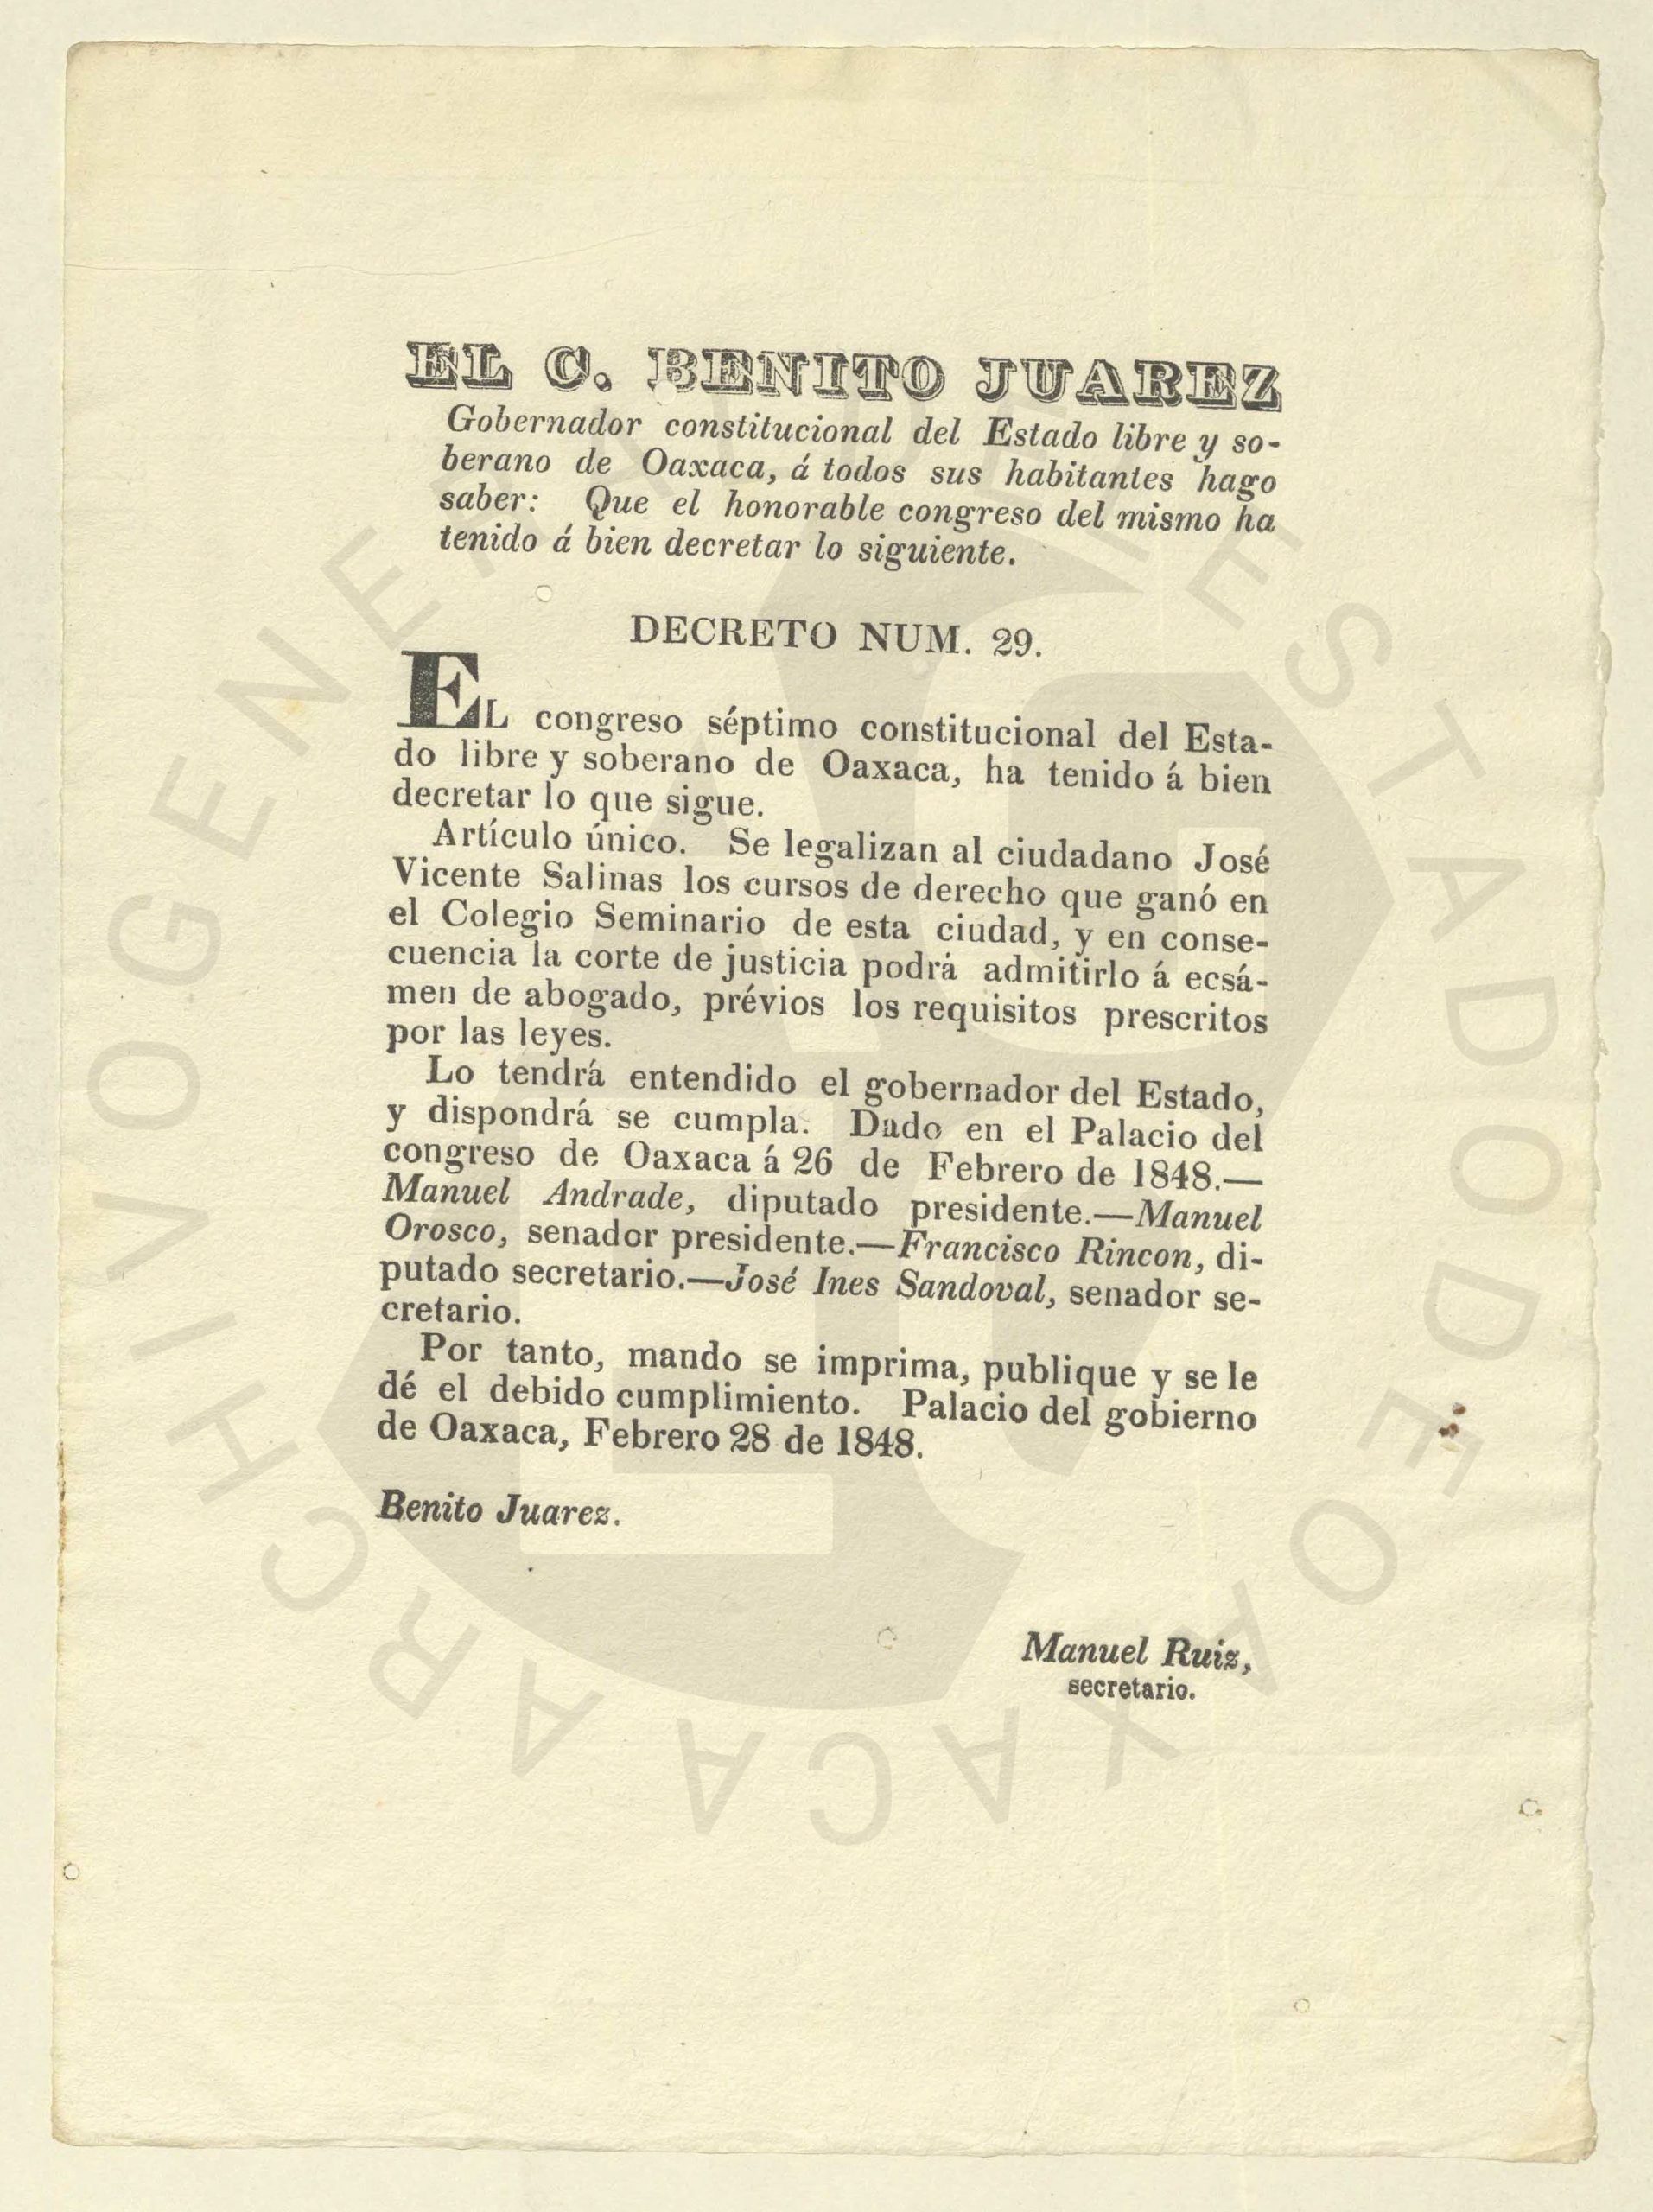 EL C. BENITO JUAREZ
Gobernador constitucional del Estado libre y so-
berano de Oaxaca, á todos sus habitantes hago
saber: Que el honorable congreso del mismo ha
tenido á bien decretar lo siguiente.
DECRETO NUM. 29.
EL congreso séptimo constitucional del Esta-
do libre y soberano de Oaxaca, ha tenido á bien
decretar lo que sigue.
Artículo único. Se legalizan al ciudadano José
Vicente Salinas los cursos de derecho que ganó en
el Colegio Seminario de esta ciudad, y en conse-
cuencia la corte de justicia podrá admitirlo á ecsá-
men de abogado, prévios los requisitos prescritos
por las leyes.
Lo tendrá entendido el gobernador del Estado,
y dispondrá se cumpla. Dado en el Palacio del
congreso de Oaxaca á 26 de Febrero de 1848.—
Manuel Andrade, diputado presidente.—Manuel
Orosco, senador presidente.—Francisco Rincon, di-
putado secretario.—José Ines Sandoval, senador se-
cretario.
Por tanto, mando se imprima, publique y se le
dé el debido cumplimiento. Palacio del gobierno
de Oaxaca, Febrero 28 de 1848.
Benito Juarez.
Manuel Ruiz,
secretario.